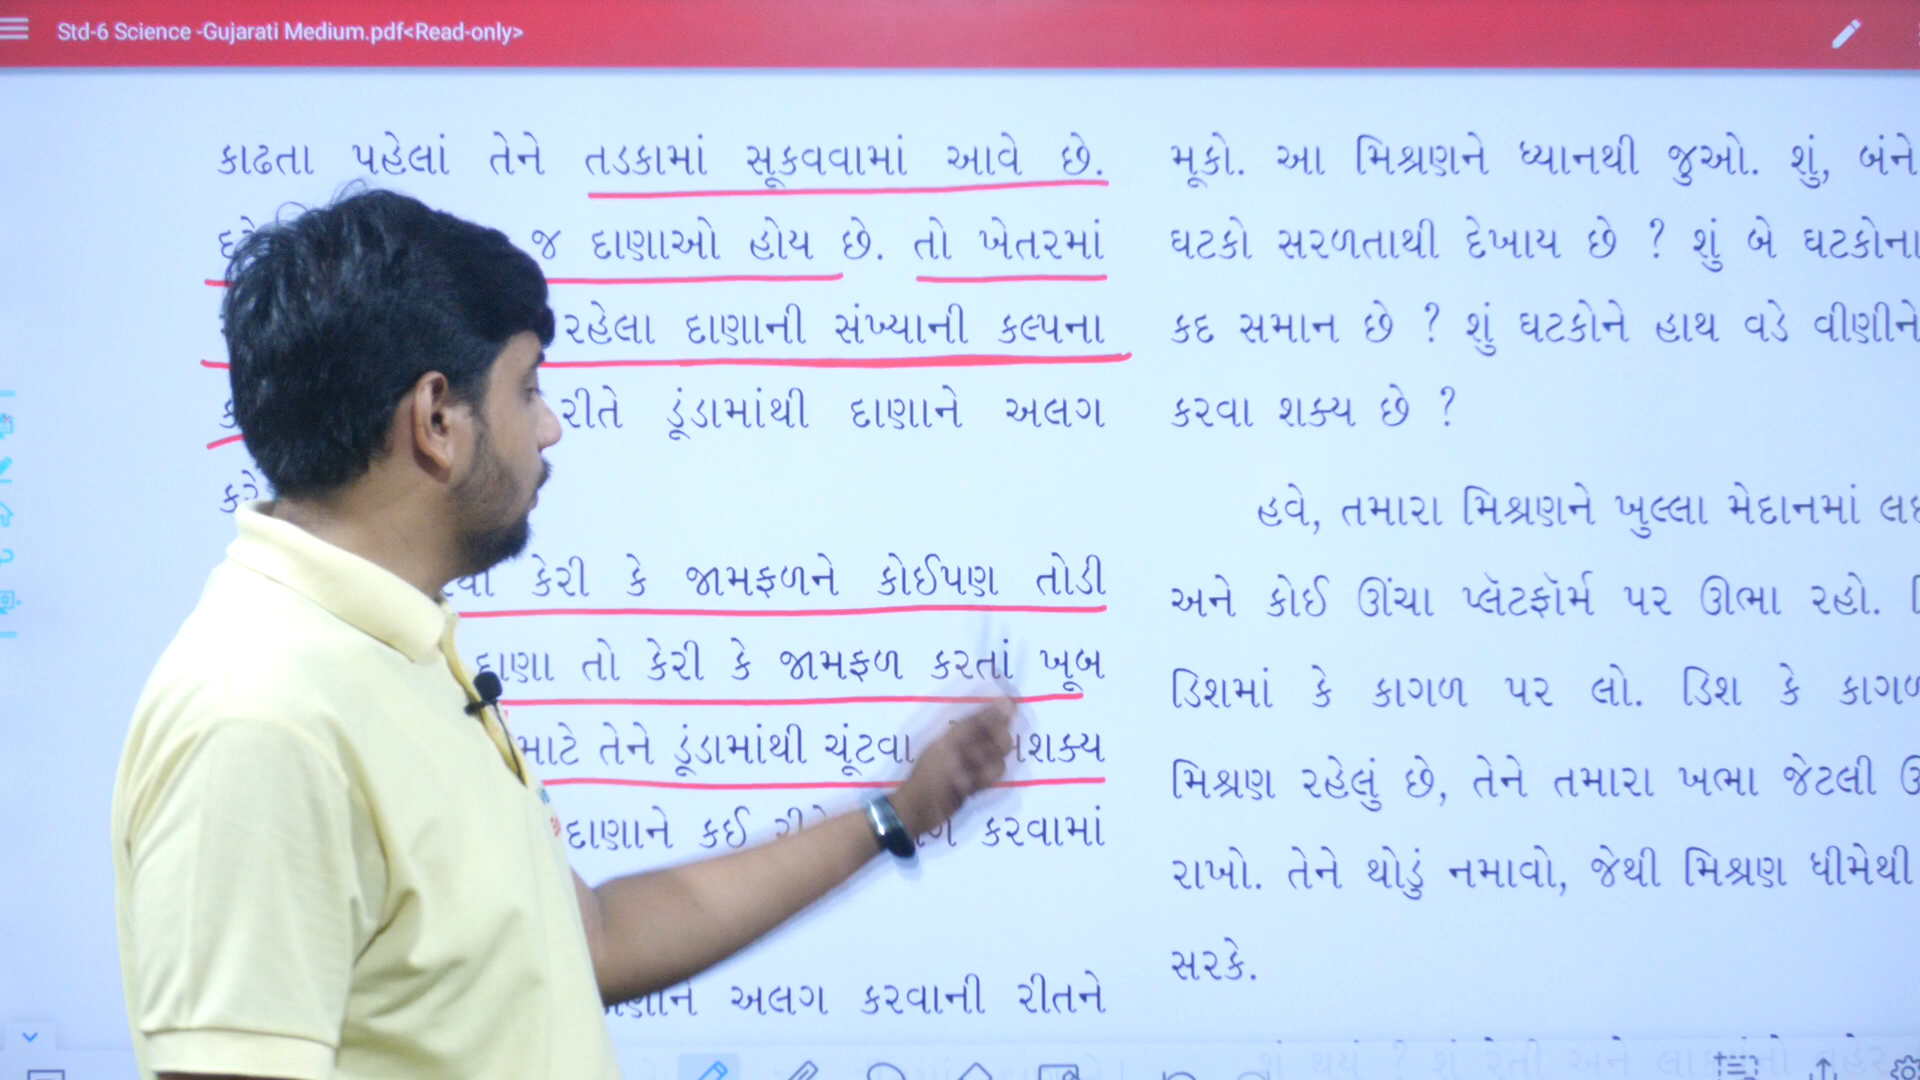 Std-6 Science -Gujarati Medium.pdf<Read-only>
કાઢતા પહેલાં તેને તડકામાં સૂકવવામાં આવે છે.
જ દાણાઓ હોય છે. તો ખેતરમાં
રહેલા દાણાની સંખ્યાની કલ્પના
રીતે ડૂંડામાંથી દાણાને અલગ
કેરી કે જામફળને કોઈપણ તોડી
દાણા તો કેરી કે જામફળ કરતાં ખૂબ
માટે તેને ડૂંડામાંથી ચૂંટવા
દાણાને કઈ કરવામાં
અલગ કરવાની રીતને
મૂકો. આ મિશ્રણને ધ્યાનથી જુઓ. શું, બંને
ઘટકો સરળતાથી દેખાય છે ? શું બે ઘટકોના
કદ સમાન છે ? શું ઘટકોને હાથ વડે વીણીને
કરવા શક્ય છે ?
હવે, તમારા મિશ્રણને ખુલ્લા મેદાનમાં
અને કોઈ ઊંચા પ્લૅટફૉર્મ પર ઊભા રહો.
ડિશમાં કે કાગળ પર લો. ડિશ કે
મિશ્રણ રહેલું છે, તેને તમારા ખભા જેટલી
રાખો. તેને થોડું નમાવો, જેથી મિશ્રણ ધીમેથી
સરકે.